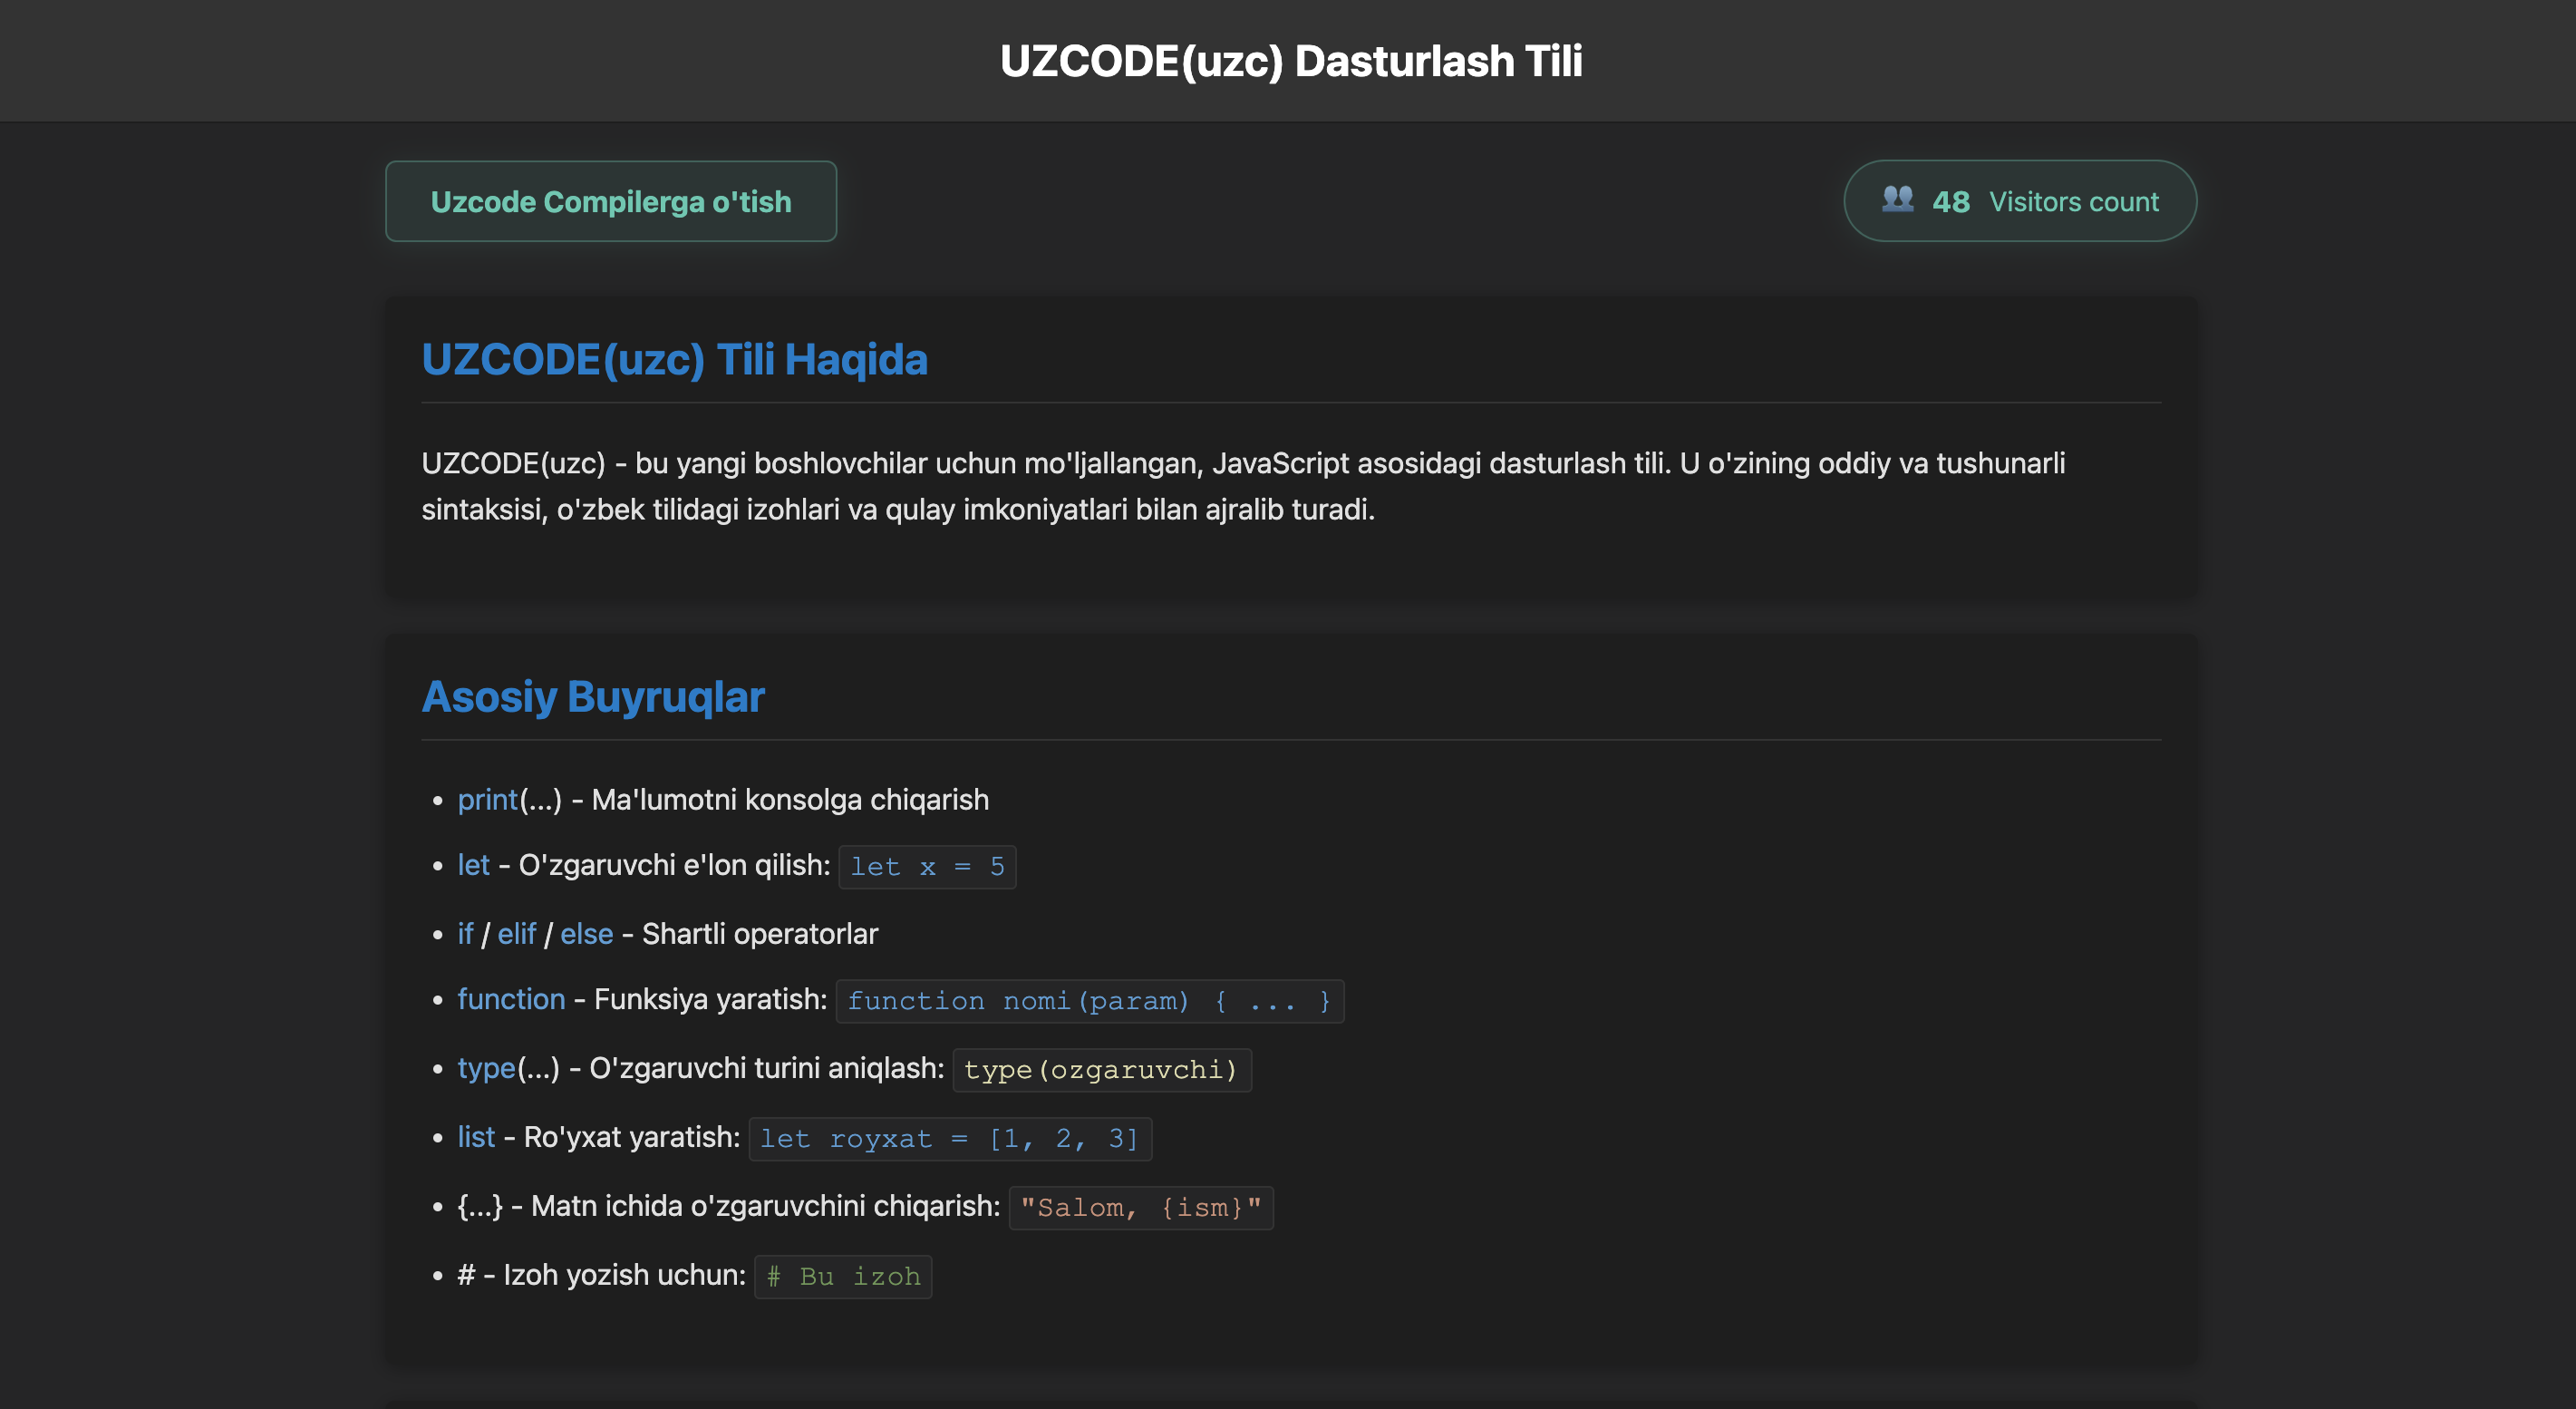 UZCODE(uzc) Dasturlash Tili
Uzcode Compilerga o'tish
48 Visitors count
UZCODE(uzc) Tili Haqida
UZCODE(uzc) - bu yangi boshlovchilar uchun mo'ljallangan, JavaScript asosidagi dasturlash tili. U o'zining oddiy va tushunarli
sintaksisi, o'zbek tilidagi izohlari va qulay imkoniyatlari bilan ajralib turadi.
Asosiy Buyruqlar
• print(...) - Ma'lumotni konsolga chiqarish
• let - O'zgaruvchi e'lon qilish: let x = 5
• if / elif / else - Shartli operatorlar
• function - Funksiya yaratish: function nomi(param) { ... }
• type(...) - O'zgaruvchi turini aniqlash: type(ozgaruvchi)
• list - Ro'yxat yaratish: let royxat = [1, 2, 3]
• {...} - Matn ichida o'zgaruvchini chiqarish: "Salom, {ism}"
• # - Izoh yozish uchun: # Bu izoh